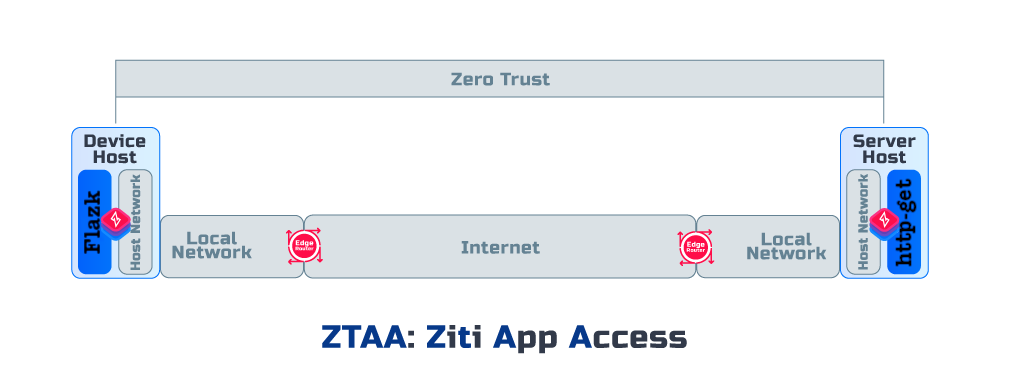 Zero Trust
Device
Host
Flazk
Host Network
Local
Network
Edge
Router
Internet
Edge
Router
Local
Network
Server
Host
Host Network
http-get
ZTAA: Ziti App Access